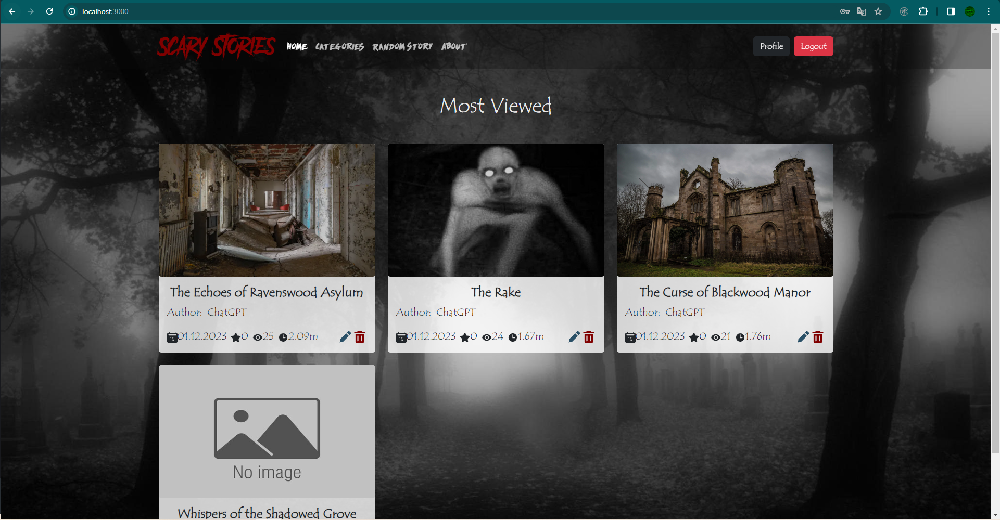 localhost:3000
SCARY STORIES HOME CATEGORIES RANDOM STORY ABOUT Profile Logout
Most Viewed
The Echoes of Ravenswood Asylum
Author: ChatGPT
19 01.12.2023 0 25 2.09m
The Rake
Author: ChatGPT
19 01.12.2023 0 24 1.67m
The Curse of Blackwood Manor
Author: ChatGPT
19 01.12.2023 0 21 1.76m
No image
Whispers of the Shadowed Grove